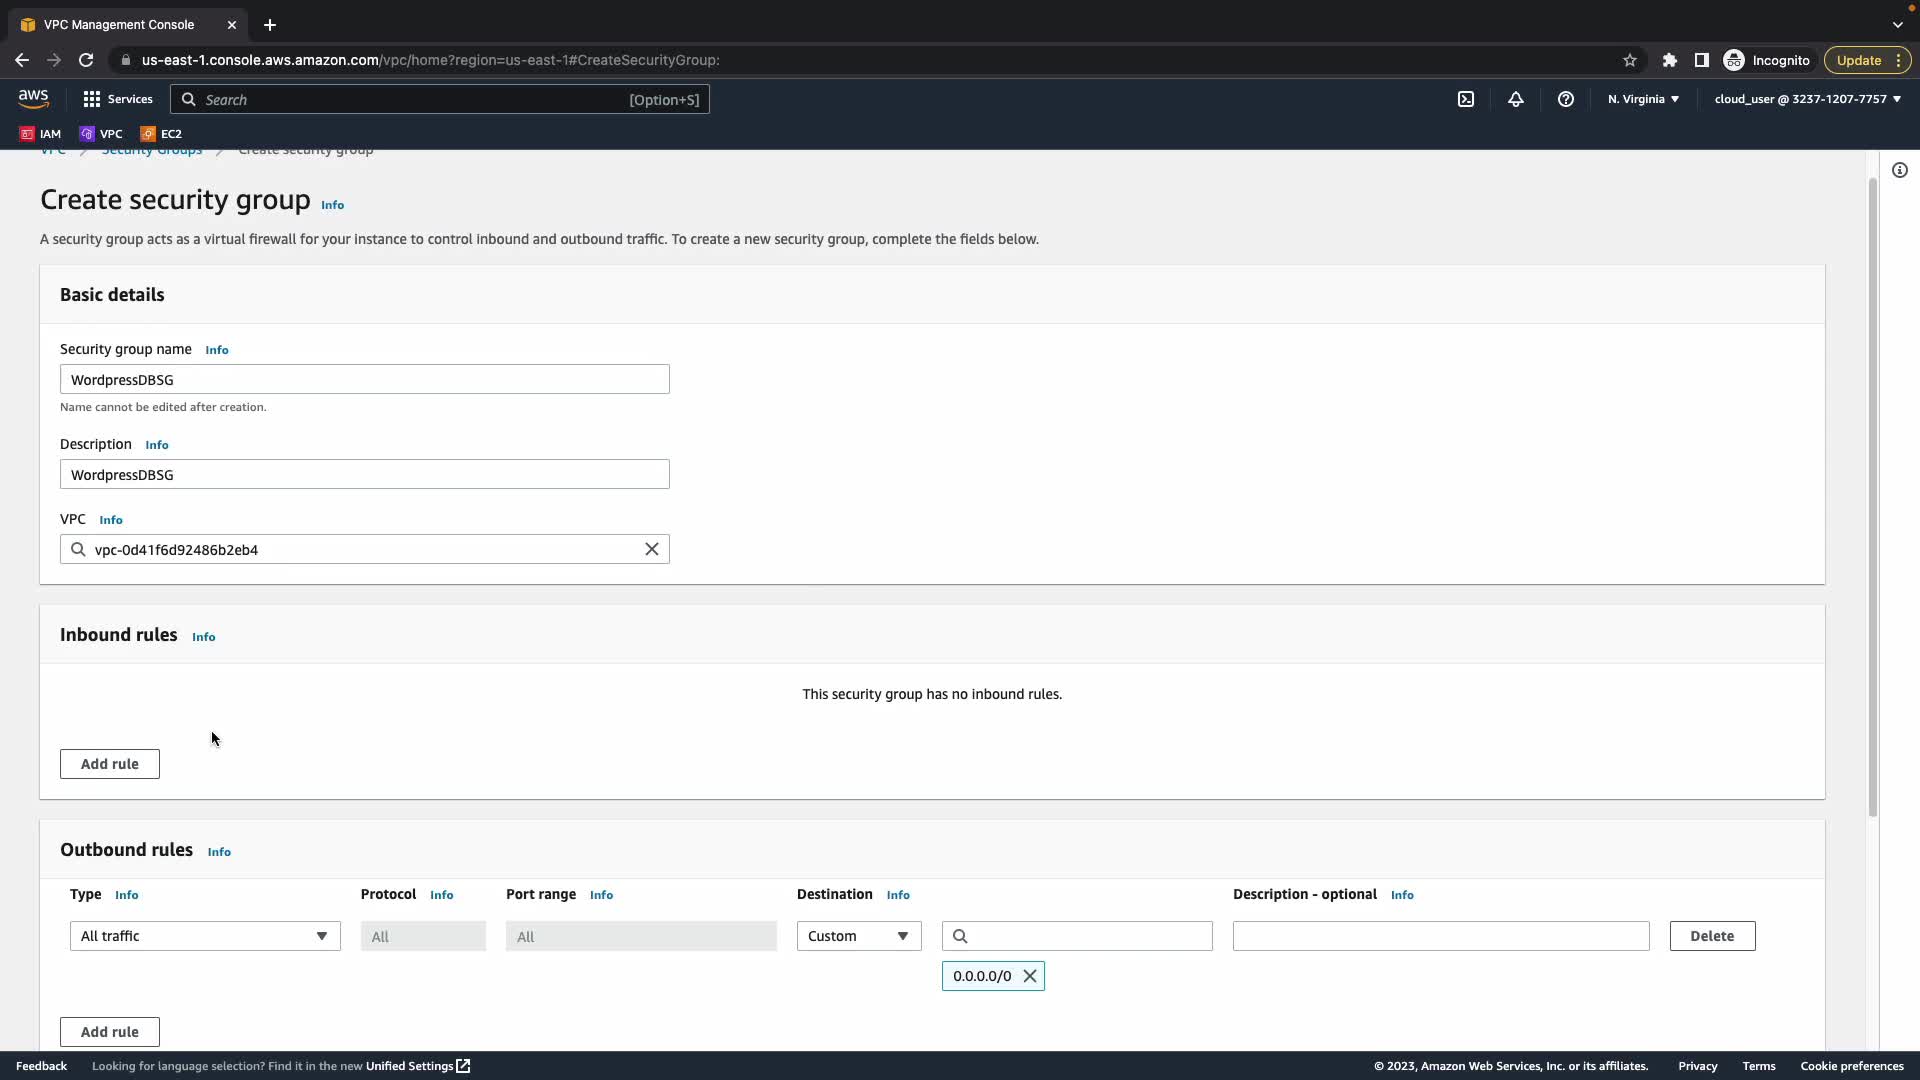 VPC Management Console
us-east-1.console.aws.amazon.com/vpc/home?region=us-east-1#CreateSecurityGroup:
Incognito
Update
aws
Services
Search
[Option+S]
N. Virginia
cloud_user @ 3237-1207-7757
IAM
VPC
EC2
VPC
Security Groups
Create security group
Create security group Info
A security group acts as a virtual firewall for your instance to control inbound and outbound traffic. To create a new security group, complete the fields below.
Basic details
Security group name Info
WordpressDBSG
Name cannot be edited after creation.
Description Info
WordpressDBSG
VPC Info
vpc-0d41f6d92486b2eb4
Inbound rules Info
This security group has no inbound rules.
Add rule
Outbound rules Info
Type Info
Protocol Info
Port range Info
Destination Info
Description - optional Info
All traffic
All
All
Custom
Delete
0.0.0.0/0
Add rule
Feedback
Looking for language selection? Find it in the new Unified Settings
© 2023, Amazon Web Services, Inc. or its affiliates.
Privacy
Terms
Cookie preferences